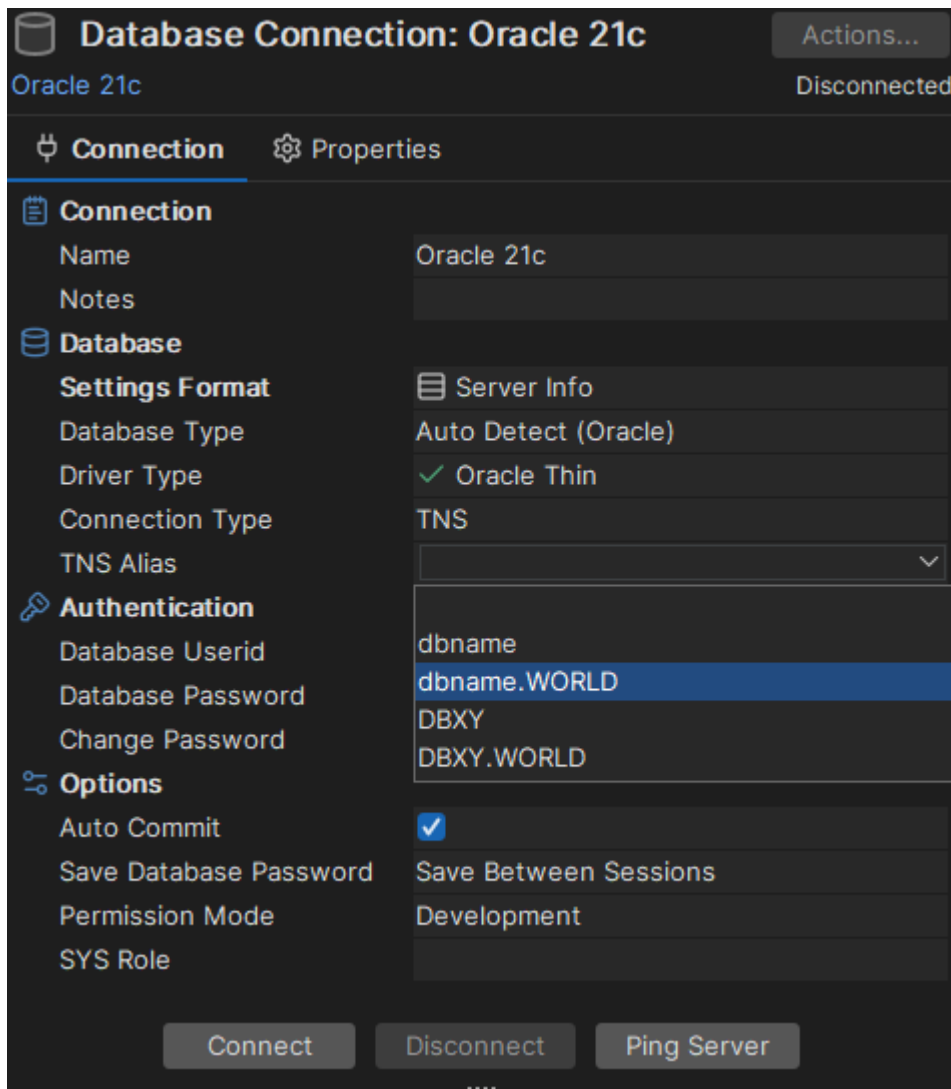 Database Connection: Oracle 21c Actions...
Oracle 21c Disconnected
Connection Properties
Connection
Name Oracle 21c
Notes
Database
Settings Format Server Info
Database Type Auto Detect (Oracle)
Driver Type Oracle Thin
Connection Type TNS
TNS Alias
Authentication
Database Userid dbname
Database Password dbname.WORLD
Change Password DBXY
DBXY.WORLD
Options
Auto Commit
Save Database Password Save Between Sessions
Permission Mode Development
SYS Role
Connect Disconnect Ping Server